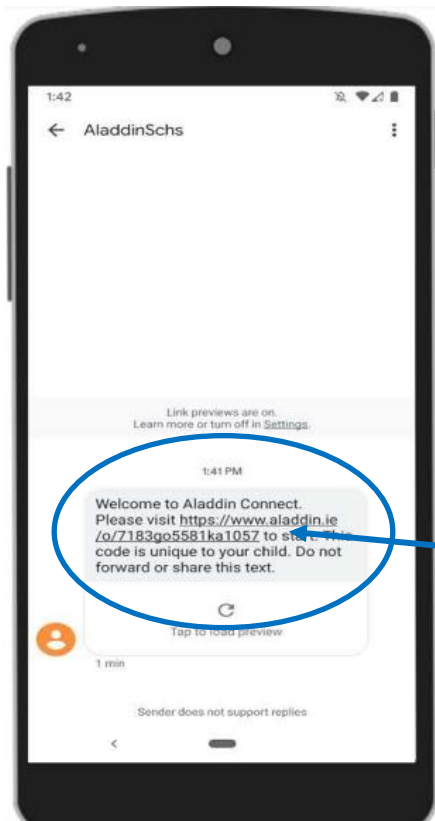 1:42
AladdinSchs
Link previews are on.
Learn more or turn off in Settings.
1:41 PM
Welcome to Aladdin Connect.
Please visit https://www.aladdin.ie
/o/7183go5581ka1057 to start. This
code is unique to your child. Do not
forward or share this text.
Tap to load preview
1 min
Sender does not support replies